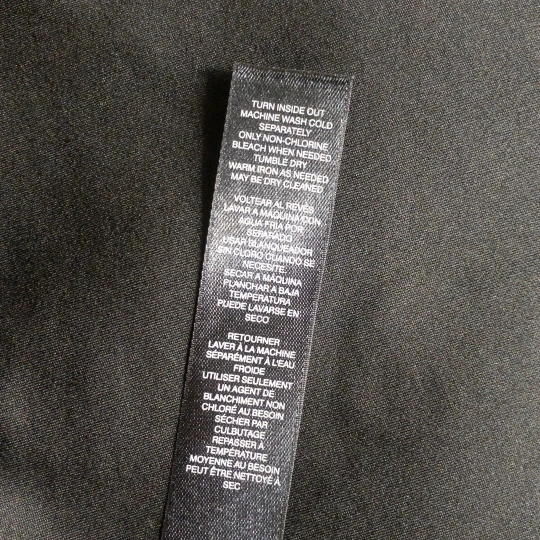 TURN INSIDE OUT
MACHINE WASH COLD
SEPARATELY
ONLY NON-CHLORINE
BLEACH WHEN NEEDED
TUMBLE DRY
WARM IRON AS NEEDED
MAY BE DRY CLEANED
VOLTEAR AL REVÉS
LAVAR A MÁQUINA CON
AGUA FRIA POR
SEPARADO
USAR BLANQUEADOR
SIN CLORO CUANDO SE
NECESITE.
SECAR A MÁQUINA
PLANCHAR A BAJA
TEMPERATURA
PUEDE LAVARSE EN
SECO
RETOURNER
LAVER À LA MACHINE
SÉPARÉMENT À L'EAU
FROIDE
UTILISER SEULEMENT
UN AGENT DE
BLANCHIMENT NON
CHLORÉ AU BESOIN
SÉCHER PAR
CULBUTAGE
REPASSER À
TEMPÉRATURE
MOYENNE AU BESOIN
PEUT ÊTRE NETTOYÉ À
SEC